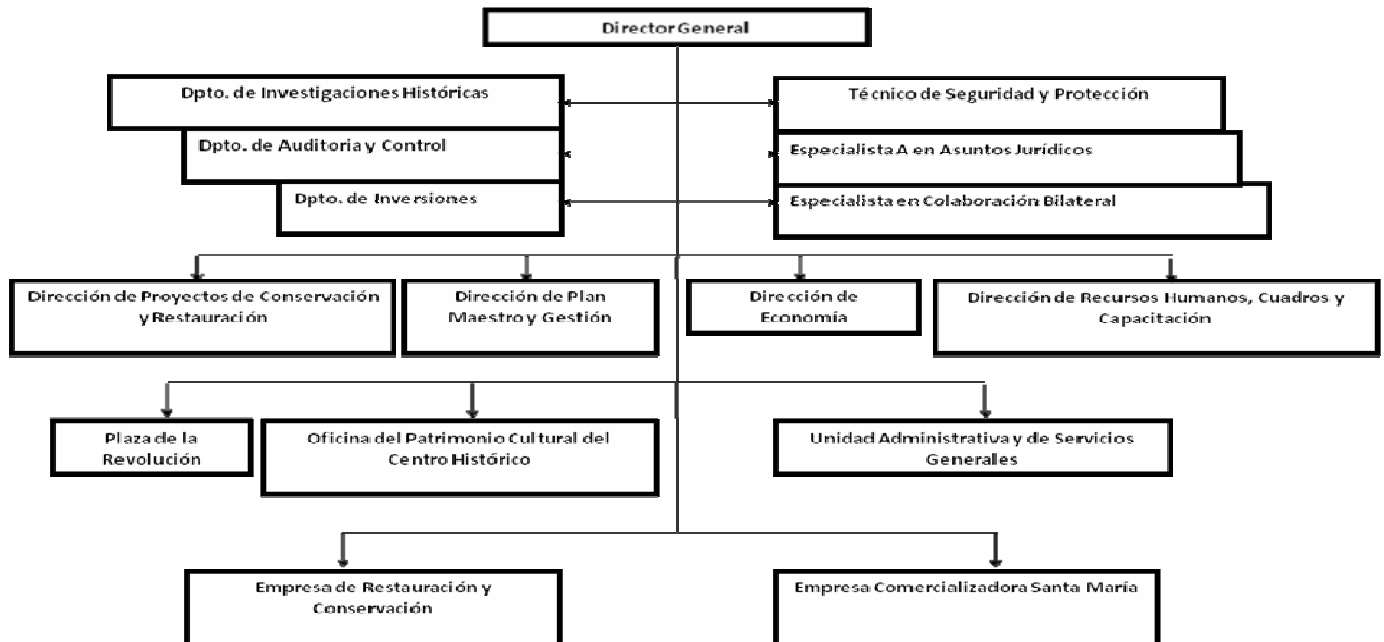 Director General
Dpto. de Investigaciones Históricas
Técnico de Seguridad y Protección
Dpto. de Auditoria y Control
Especialista A en Asuntos Jurídicos
Dpto. de Inversiones
Especialista en Colaboración Bilateral
Dirección de Proyectos de Conservación
y Restauración
Dirección de Plan
Maestro y Gestión
Dirección de
Economía
Dirección de Recursos Humanos, Cuadros y
Capacitación
Plaza de la
Revolución
Oficina del Patrimonio Cultural del
Centro Histórico
Unidad Administrativa y de Servicios
Generales
Empresa de Restauración y
Conservación
Empresa Comercializadora Santa María